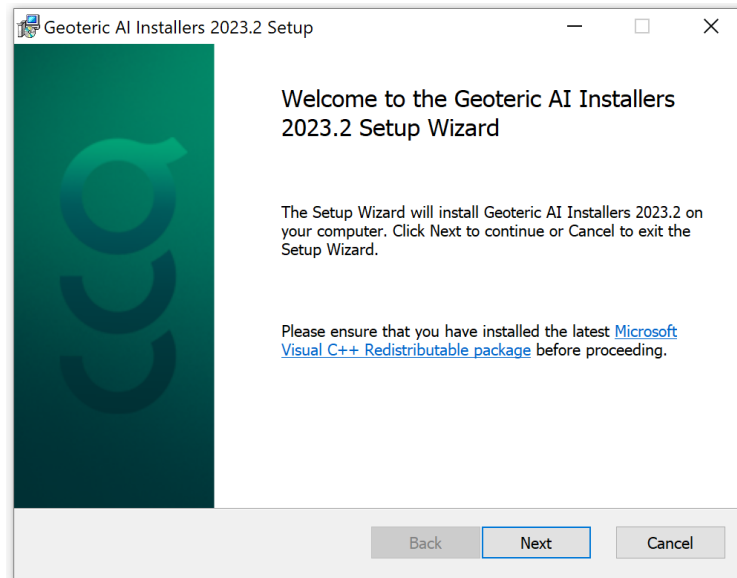 Geoteric AI Installers 2023.2 Setup
Welcome to the Geoteric AI Installers
2023.2 Setup Wizard
The Setup Wizard will install Geoteric AI Installers 2023.2 on
your computer. Click Next to continue or Cancel to exit the
Setup Wizard.
Please ensure that you have installed the latest Microsoft
Visual C++ Redistributable package before proceeding.
Back
Next
Cancel